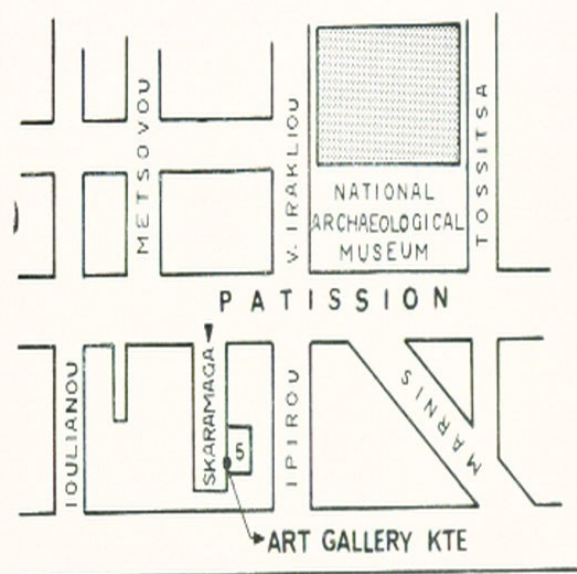 METSOVOU
V. IRAKLIOU
TOSSITSA
NATIONAL
ARCHAEOLOGICAL
MUSEUM
PATISSION
IOULIANOU
SKARAMAGA
5
IPIROU
MARNIS
ART GALLERY KTE